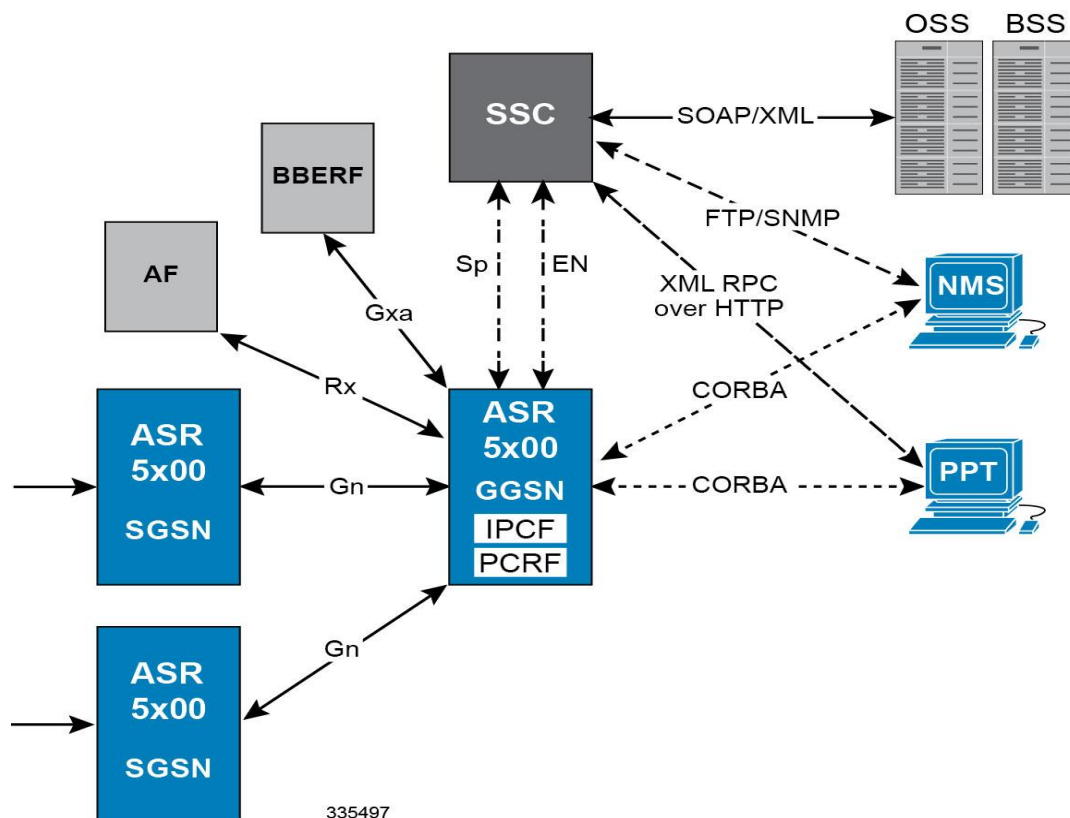 OSS BSS
SSC
SOAP/XML
BBERF
FTP/SNMP
Sp
EN
AF
XML RPC
over HTTP
NMS
Gxa
Rx
CORBA
ASR
5x00
SGSN
Gn
ASR
5x00
GGSN
IPCF
PCRF
CORBA
PPT
Gn
ASR
5x00
SGSN
335497